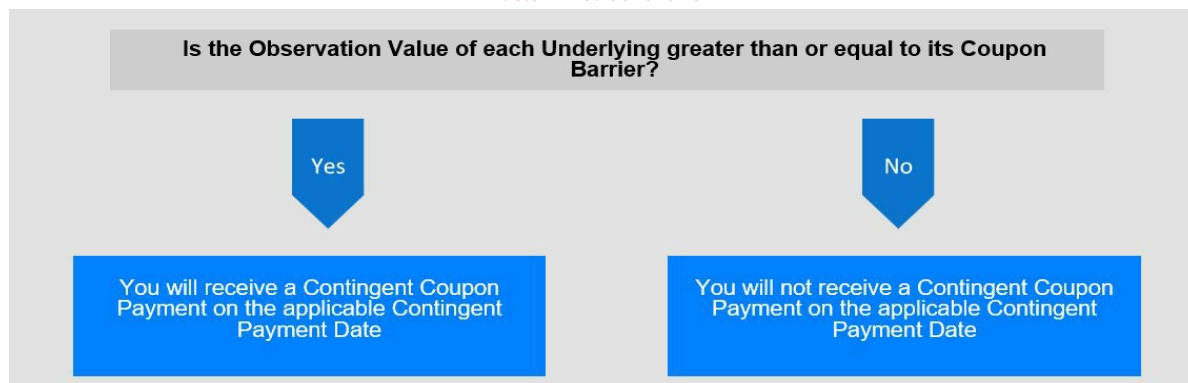 Is the Observation Value of each Underlying greater than or equal to its Coupon
Barrier?
Yes
No
You will receive a Contingent Coupon
Payment on the applicable Contingent
Payment Date
You will not receive a Contingent Coupon
Payment on the applicable Contingent
Payment Date